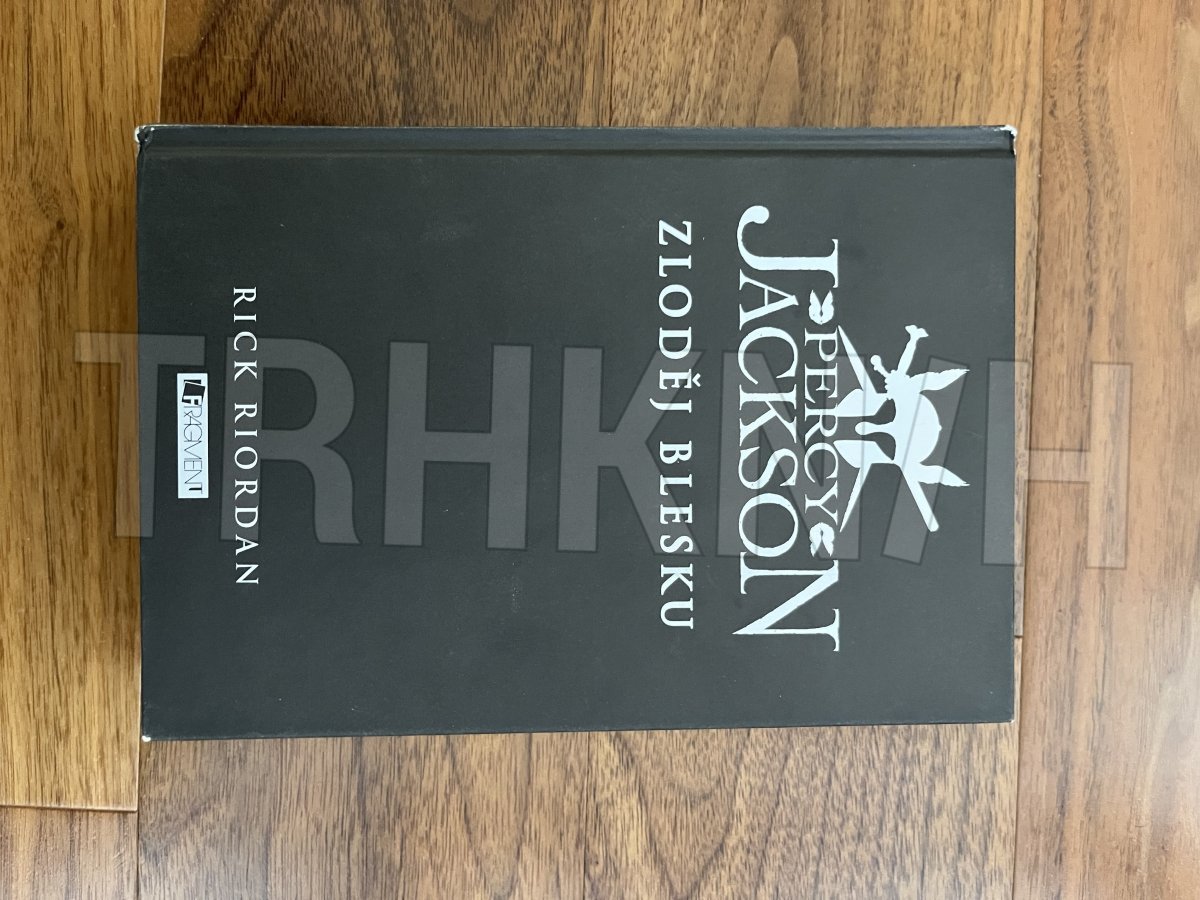 PERCY
JACKSON
ZLODĚJ BLESKU
RICK RIORDAN
FRAGMENT
TRHKNIH